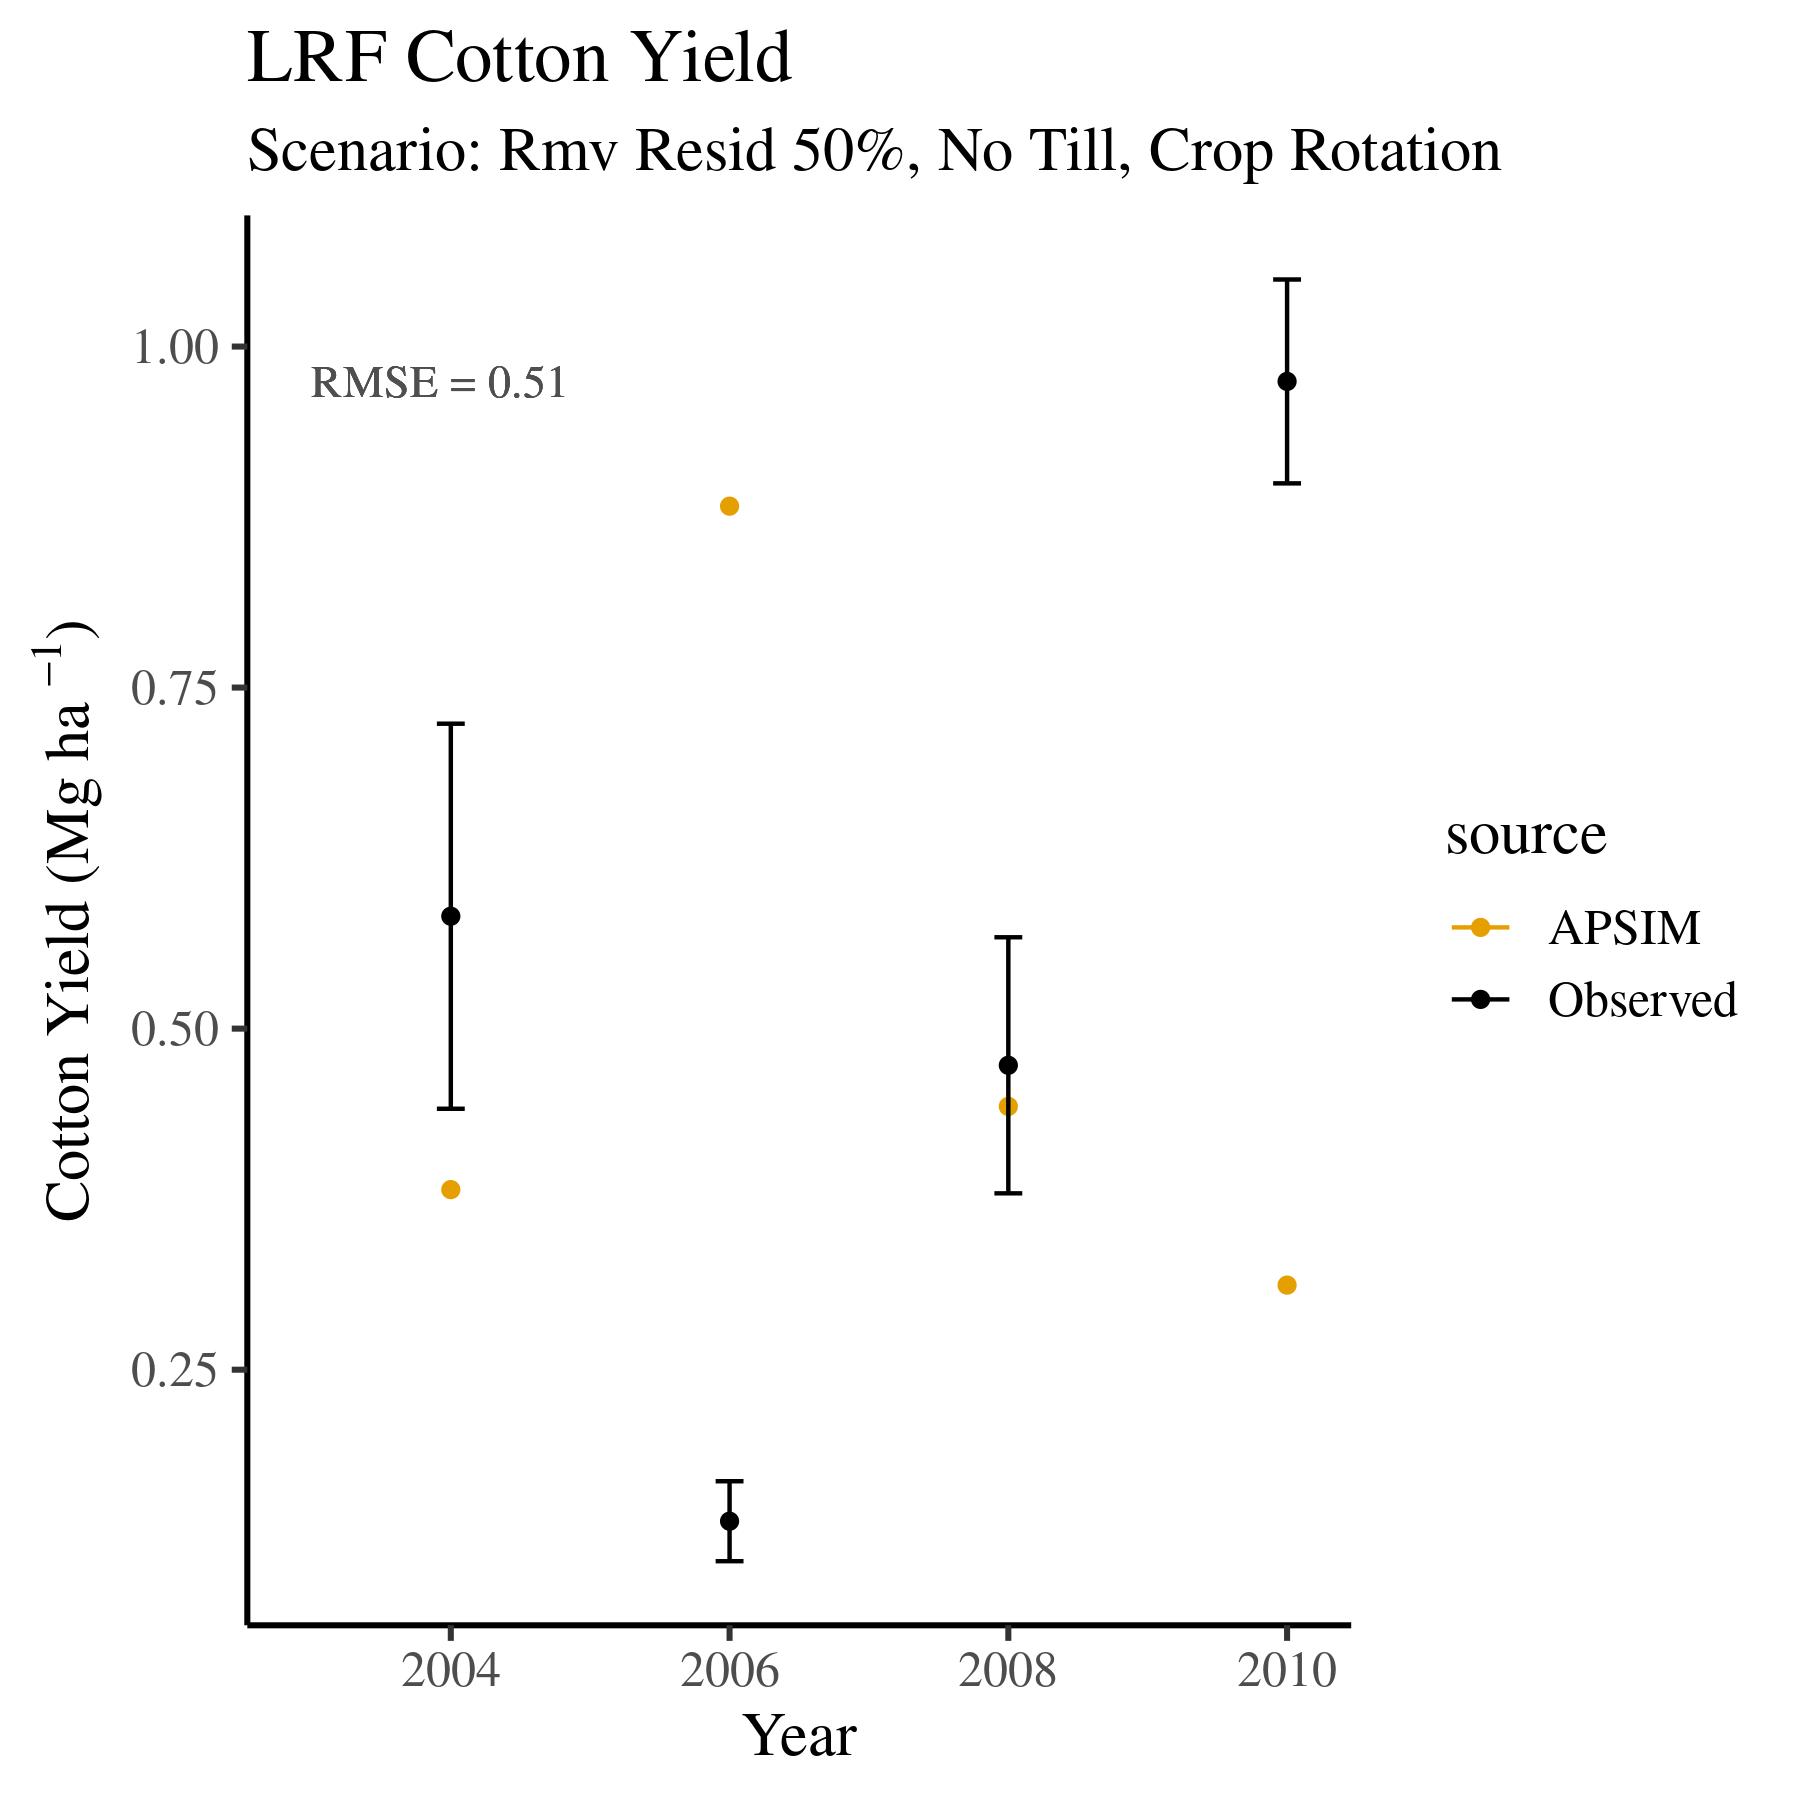 LRF Cotton Yield
Scenario: Rmv Resid 50%, No Till, Crop Rotation
1.00
RMSE = 0.51
0.75
0.50
0.25
Cotton Yield (Mg ha ⁻¹)
source
APSIM
Observed
2004 2006 2008 2010
Year